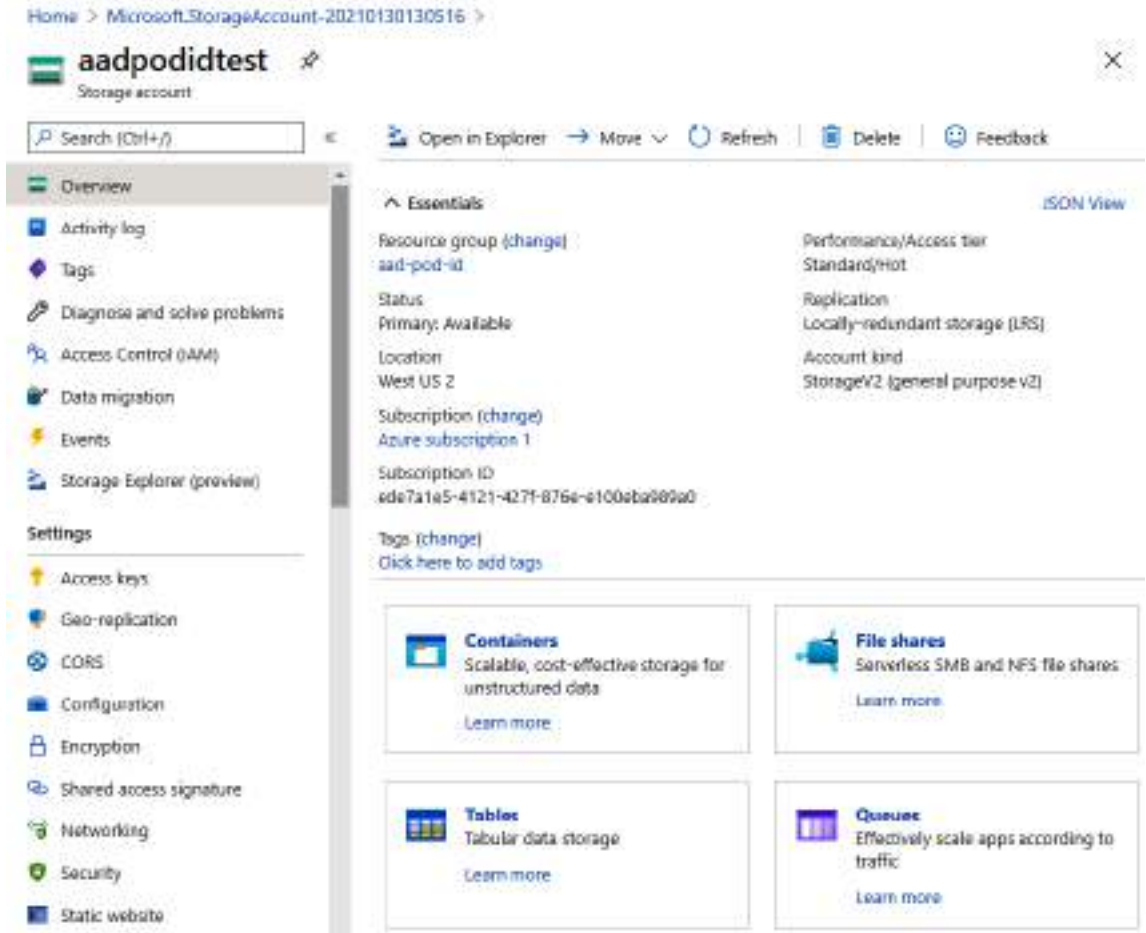 Home > Microsoft.StorageAccount-20210130130516 >
aadpodidtest
Storage account
Search (Ctrl+/)
«
Overview
Activity log
Tags
Diagnose and solve problems
Access Control (IAM)
Data migration
Events
Storage Explorer (preview)
Settings
Access keys
Geo-replication
CORS
Configuration
Encryption
Shared access signature
Networking
Security
Static website
Open in Explorer Move Refresh Delete Feedback
Essentials
JSON View
Resource group (change)
aad-pod-id
Status
Primary: Available
Location
West US 2
Subscription (change)
Azure subscription 1
Subscription ID
ede7a1e5-4121-427f-876e-e100eba989a0
Tags (change)
Click here to add tags
Performance/Access tier
Standard/Hot
Replication
Locally-redundant storage (LRS)
Account kind
StorageV2 (general purpose v2)
Containers
Scalable, cost-effective storage for
unstructured data
Learn more
File shares
Serverless SMB and NFS file shares
Learn more
Tables
Tabular data storage
Learn more
Queues
Effectively scale apps according to
traffic
Learn more